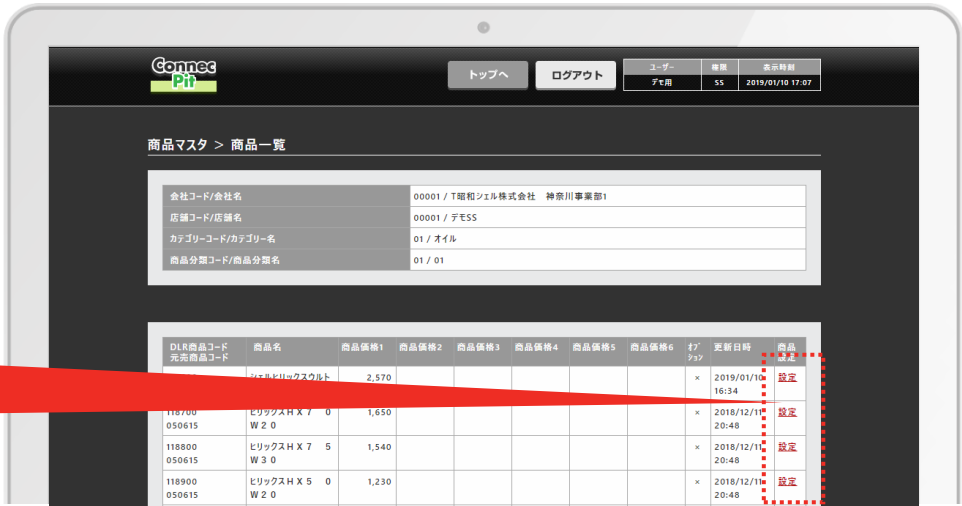 Connec
Pit
トップへ
ログアウト
ユーザー 権限 表示時刻
デモ用 SS 2019/01/10 17:07
商品マスタ > 商品一覧
会社コード/会社名 00001 / T昭和シェル株式会社 神奈川事業部1
店舗コード/店舗名 00001 / デモSS
カテゴリーコード/カテゴリー名 01 / オイル
商品分類コード/商品分類名 01 / 01
DLR商品コード 商品名 商品価格1 商品価格2 商品価格3 商品価格4 商品価格5 商品価格6 オプ 更新日時 商品
元売商品コード ション 設定
シェルヒリックスウルト 2,570 × 2019/01/10 設定
16:34
118700 ヒリックスHX7 0 1,650 × 2018/12/11 設定
050615 W20 20:48
118800 ヒリックスHX7 5 1,540 × 2018/12/11 設定
050615 W30 20:48
118900 ヒリックスHX5 0 1,230 × 2018/12/11 設定
050615 W20 20:48